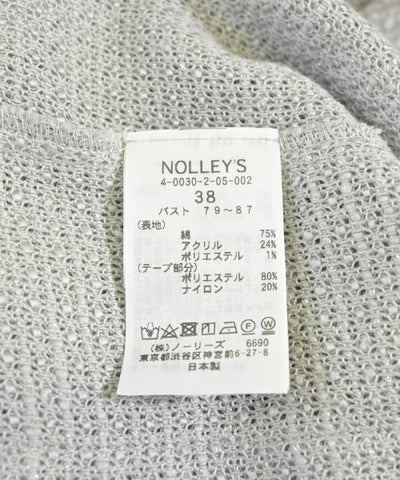 NOLLEY'S
4-0030-2-05-002
38
バスト 79～87
(表地)
綿 75%
アクリル 24%
ポリエステル 1%
(テープ部分)
ポリエステル 80%
ナイロン 20%
(株)ノーリーズ 6690
東京都渋谷区神宮前6-27-8
日本製